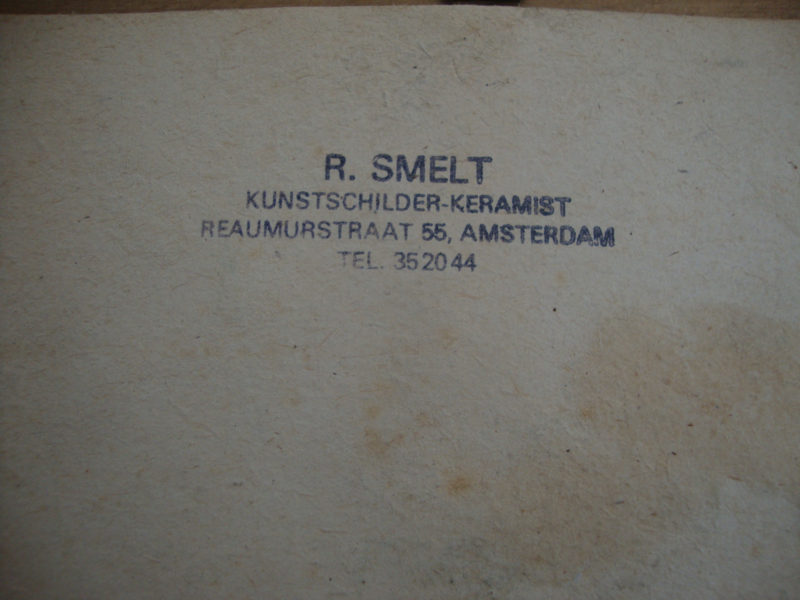 R. SMELT
KUNSTSCHILDER-KERAMIST
REAUMURSTRAAT 55, AMSTERDAM
TEL. 352044